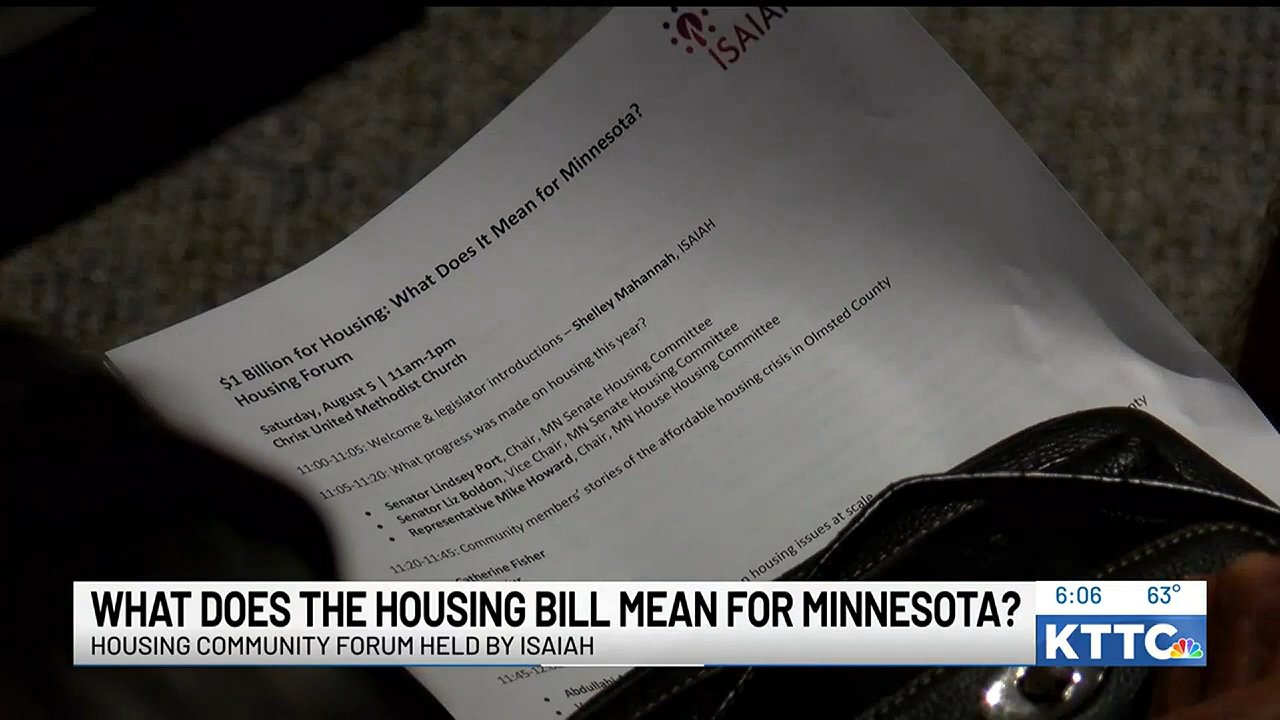 ISAIAH
$1 Billion for Housing: What Does It Mean for Minnesota?
Housing Forum
Saturday, August 5 | 11am-1pm
Christ United Methodist Church
11:00-11:05: Welcome & legislator introductions – Shelley Mahannah, ISAIAH
11:05-11:20: What progress was made on housing this year?
• Senator Lindsey Port, Chair, MN Senate Housing Committee
• Senator Liz Boldon, Vice Chair, MN Senate Housing Committee
• Representative Mike Howard, Chair, MN House Housing Committee
11:20-11:45: Community members' stories of the affordable housing crisis in Olmsted County
Catherine Fisher
housing issues at scale
• Abdullahi
WHAT DOES THE HOUSING BILL MEAN FOR MINNESOTA?
HOUSING COMMUNITY FORUM HELD BY ISAIAH
6:06 63°
KTTC